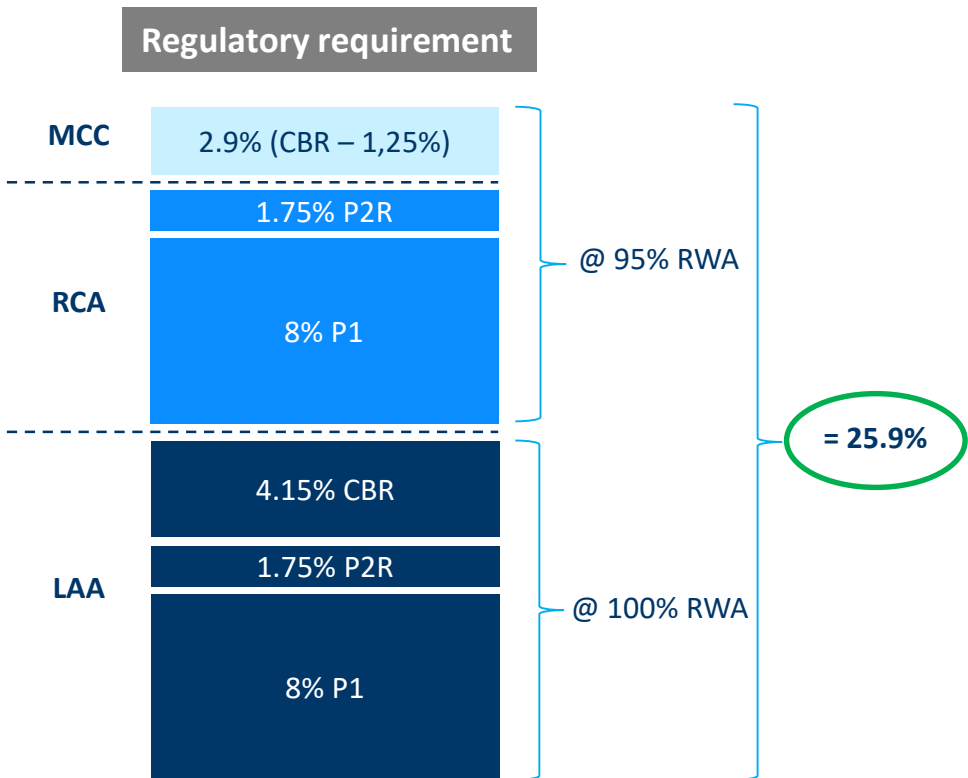 Regulatory requirement
MCC
2.9% (CBR – 1,25%)
1.75% P2R
@ 95% RWA
RCA
8% P1
= 25.9%
4.15% CBR
1.75% P2R
LAA
@ 100% RWA
8% P1